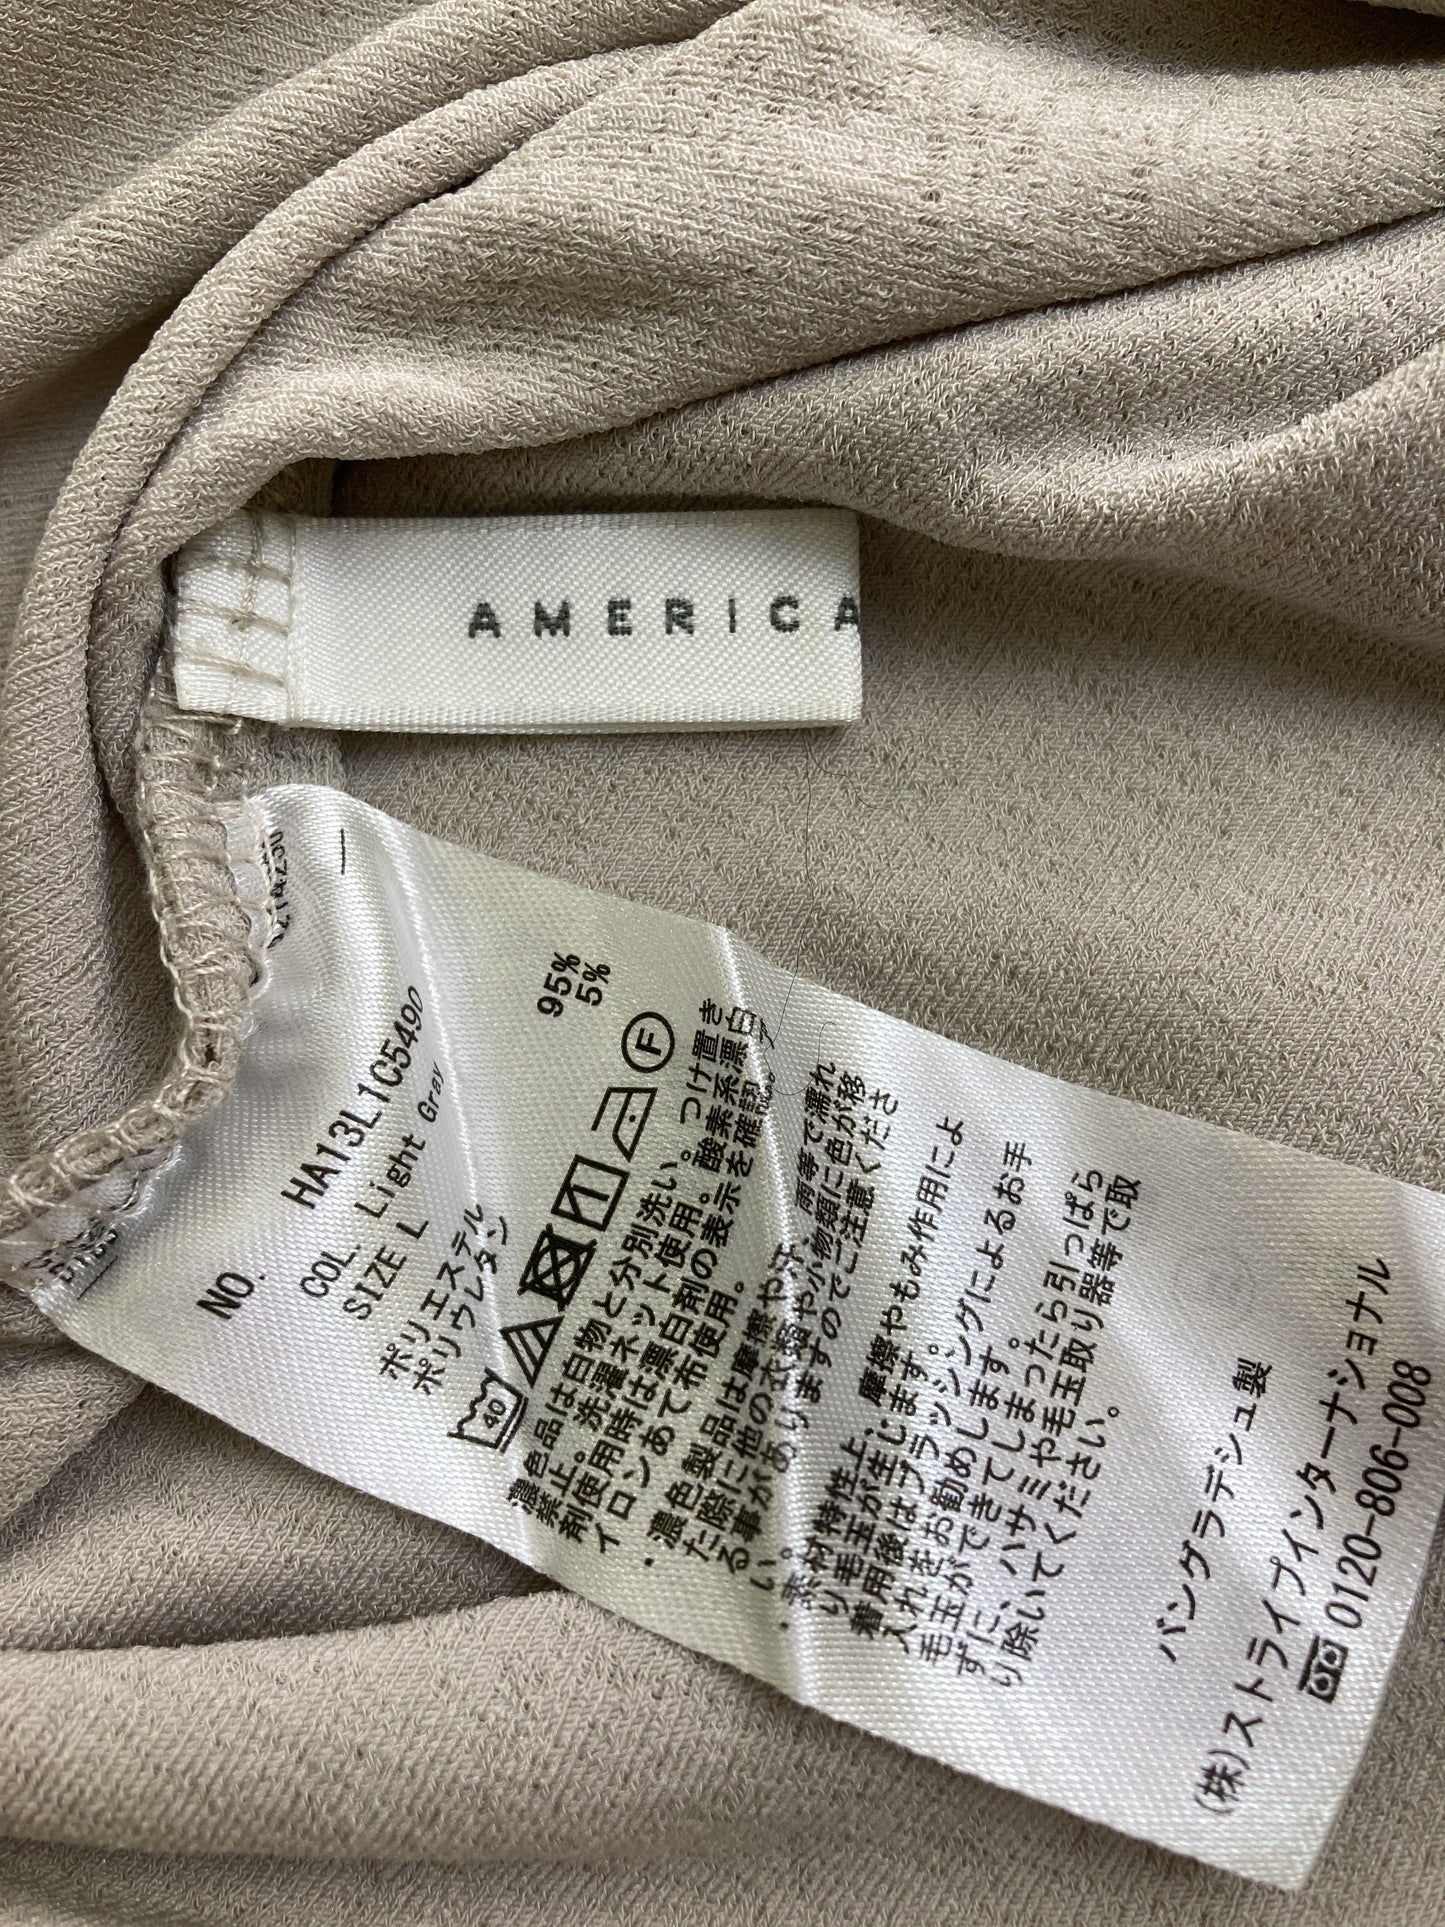 AMERICA
NO. HA13L1C5490
COL. Light Gray
SIZE L
ポリエステル 95%
ポリウレタン 5%
40 F
濃色品は白物と分別洗い。つけ置き
禁止。洗濯ネット使用。酸素系漂白
剤使用時は漂白剤の表示を確認。ア
イロンあて布使用。
・濃色製品は摩擦や汗、雨等で濡れ
た際に他の衣類や小物類に色が移
る事がありますのでご注意くださ
い。
・素材特性上、摩擦やもみ作用によ
り毛玉が生じます。
着用後はブラッシングによるお手
入れをお勧めします。
毛玉ができてしまったら引っぱら
ずに、ハサミや毛玉取り器等で取
り除いてください。
バングラデシュ製
(株)ストライプインターナショナル
0120-806-008